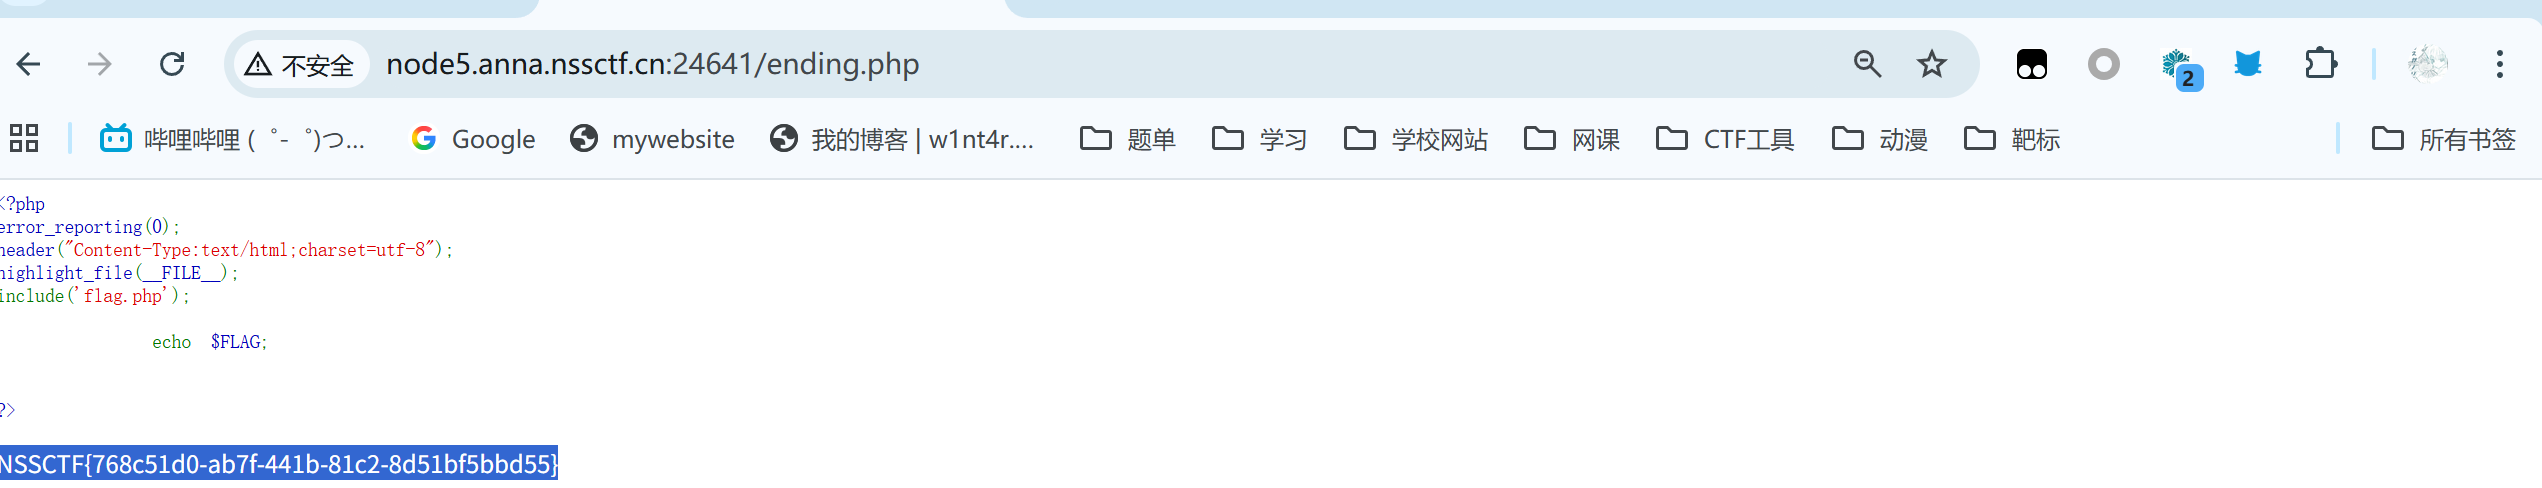 不安全 node5.anna.nssctf.cn:24641/ending.php 2
哔哩哔哩 (゜-゜)つ... Google mywebsite 我的博客 | w1nt4r.... 题单 学习 学校网站 网课 CTF工具 动漫 靶标 所有书签
<?php
error_reporting(0);
header("Content-Type:text/html;charset=utf-8");
highlight_file(__FILE__);
include('flag.php');
echo  $FLAG;
?>
NSSCTF{768c51d0-ab7f-441b-81c2-8d51bf5bbd55}